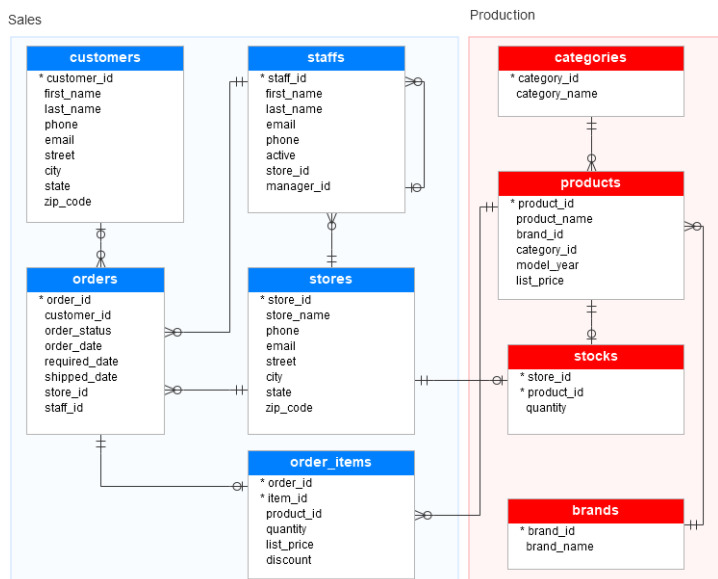 Sales
Production
customers
* customer_id
first_name
last_name
phone
email
street
city
state
zip_code
staffs
* staff_id
first_name
last_name
email
phone
active
store_id
manager_id
categories
* category_id
category_name
products
* product_id
product_name
brand_id
category_id
model_year
list_price
orders
* order_id
customer_id
order_status
order_date
required_date
shipped_date
store_id
staff_id
stores
* store_id
store_name
phone
email
street
city
state
zip_code
stocks
* store_id
* product_id
quantity
order_items
* order_id
* item_id
product_id
quantity
list_price
discount
brands
* brand_id
brand_name